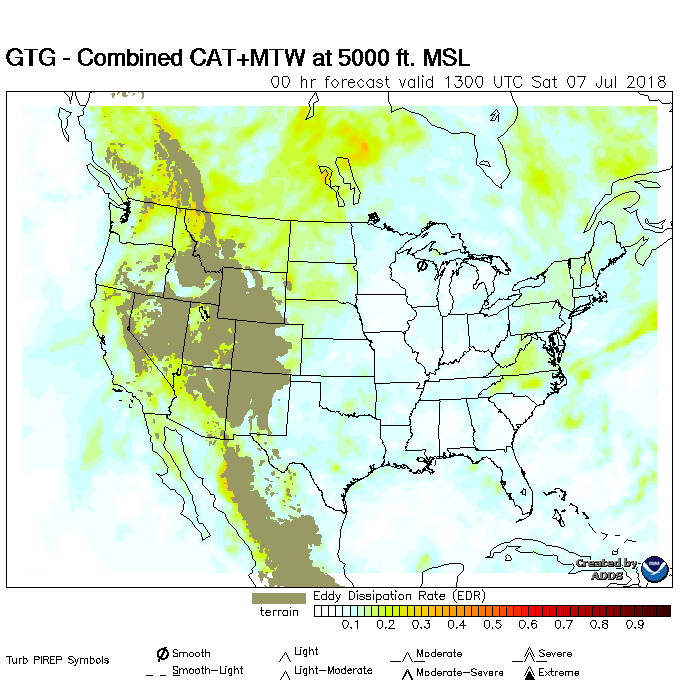 GTG - Combined CAT+MTW at 5000 ft. MSL
00 hr forecast valid 1300 UTC Sat 07 Jul 2018
Created by
ADDS
Eddy Dissipation Rate (EDR)
terrain
0.1 0.2 0.3 0.4 0.5 0.6 0.7 0.8 0.9
Turb PIREP Symbols
Smooth Light Moderate Severe
Smooth-Light Light-Moderate Moderate-Severe Extreme